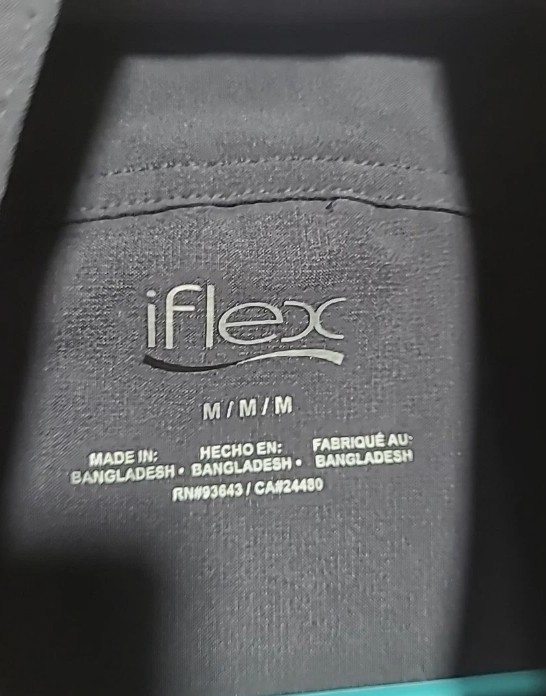 iflex
M / M / M
MADE IN: HECHO EN: FABRIQUÉ AU:
BANGLADESH • BANGLADESH • BANGLADESH
RN#93643 / CA#24480